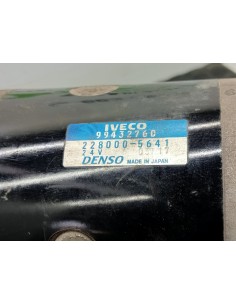 IVECO
99432760
228000-5641
24V
DENSO MADE IN JAPAN